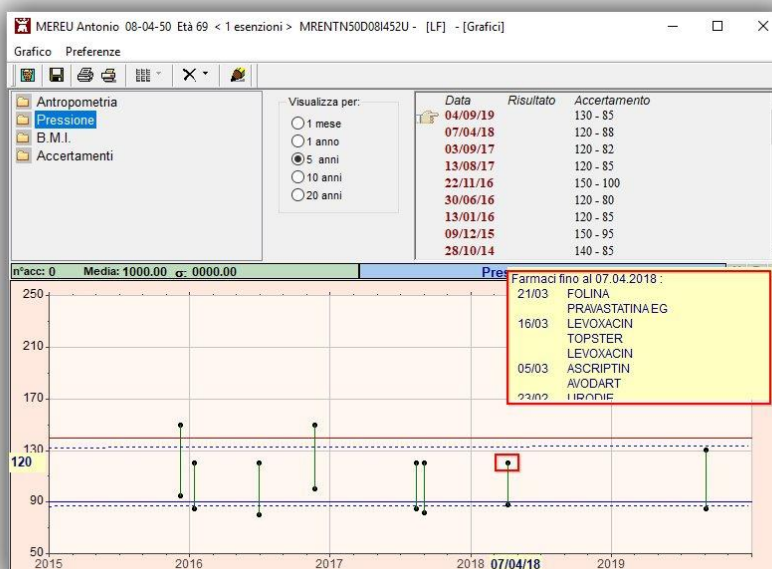 MEREU Antonio 08-04-50 Età 69 < 1 esenzioni > MRENTN50D08I452U - [LF] - [Grafici]
Grafico Preferenze
Antropometria
Pressione
B.M.I.
Accertamenti
Visualizza per:
1 mese
1 anno
5 anni
10 anni
20 anni
Data Risultato Accertamento
04/09/19 130 - 85
07/04/18 120 - 88
03/09/17 120 - 82
13/08/17 120 - 85
22/11/16 150 - 100
30/06/16 120 - 80
13/01/16 120 - 85
09/12/15 150 - 95
28/10/14 140 - 85
n°acc: 0 Media: 1000.00 σ: 0000.00
Farmaci fino al 07.04.2018 :
21/03 FOLINA
PRAVASTATINA EG
16/03 LEVOXACIN
TOPSTER
LEVOXACIN
05/03 ASCRIPTIN
AVODART
23/02 URODIE
250
210
170
130
120
90
50
2015 2016 2017 2018 07/04/18 2019